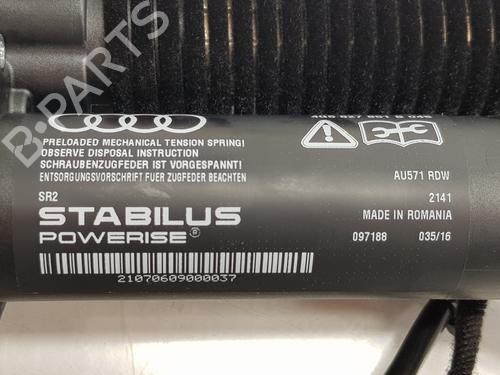 B-PARTS
PRELOADED MECHANICAL TENSION SPRING!
OBSERVE DISPOSAL INSTRUCTION
SCHRAUBENZUGFEDER IST VORGESPANNT!
ENTSORGUNGSVORSCHRIFT FUER ZUGFEDER BEACHTEN
AU571 RDW
SR2
2141
STABILUS
MADE IN ROMANIA
POWERISE®
097188 035/16
21070609000037